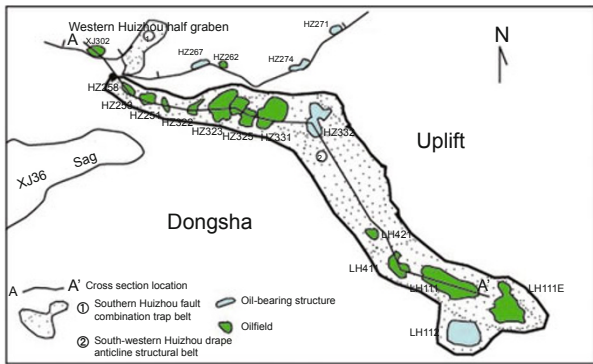 Western Huizhou half graben
HZ271
N
A
XJ302
①
HZ267
HZ262
HZ274
HZ258
HZ253
HZ251
HZ322
HZ323
HZ325
HZ331
HZ332
Uplift
②
XJ36 Sag
Dongsha
LH421
LH411
LH111
A'
LH111E
LH112
A A' Cross section location
① Southern Huizhou fault
combination trap belt
② South-western Huizhou drape
anticline structural belt
Oil-bearing structure
Oilfield